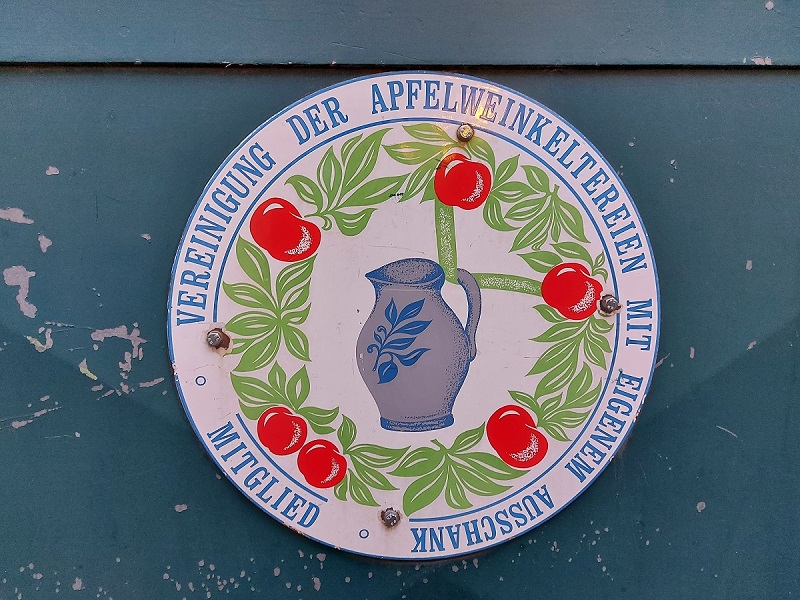 VEREINIGUNG DER APFELWEINKELTEREIEN MIT EIGENEM AUSSCHANK
MITGLIED